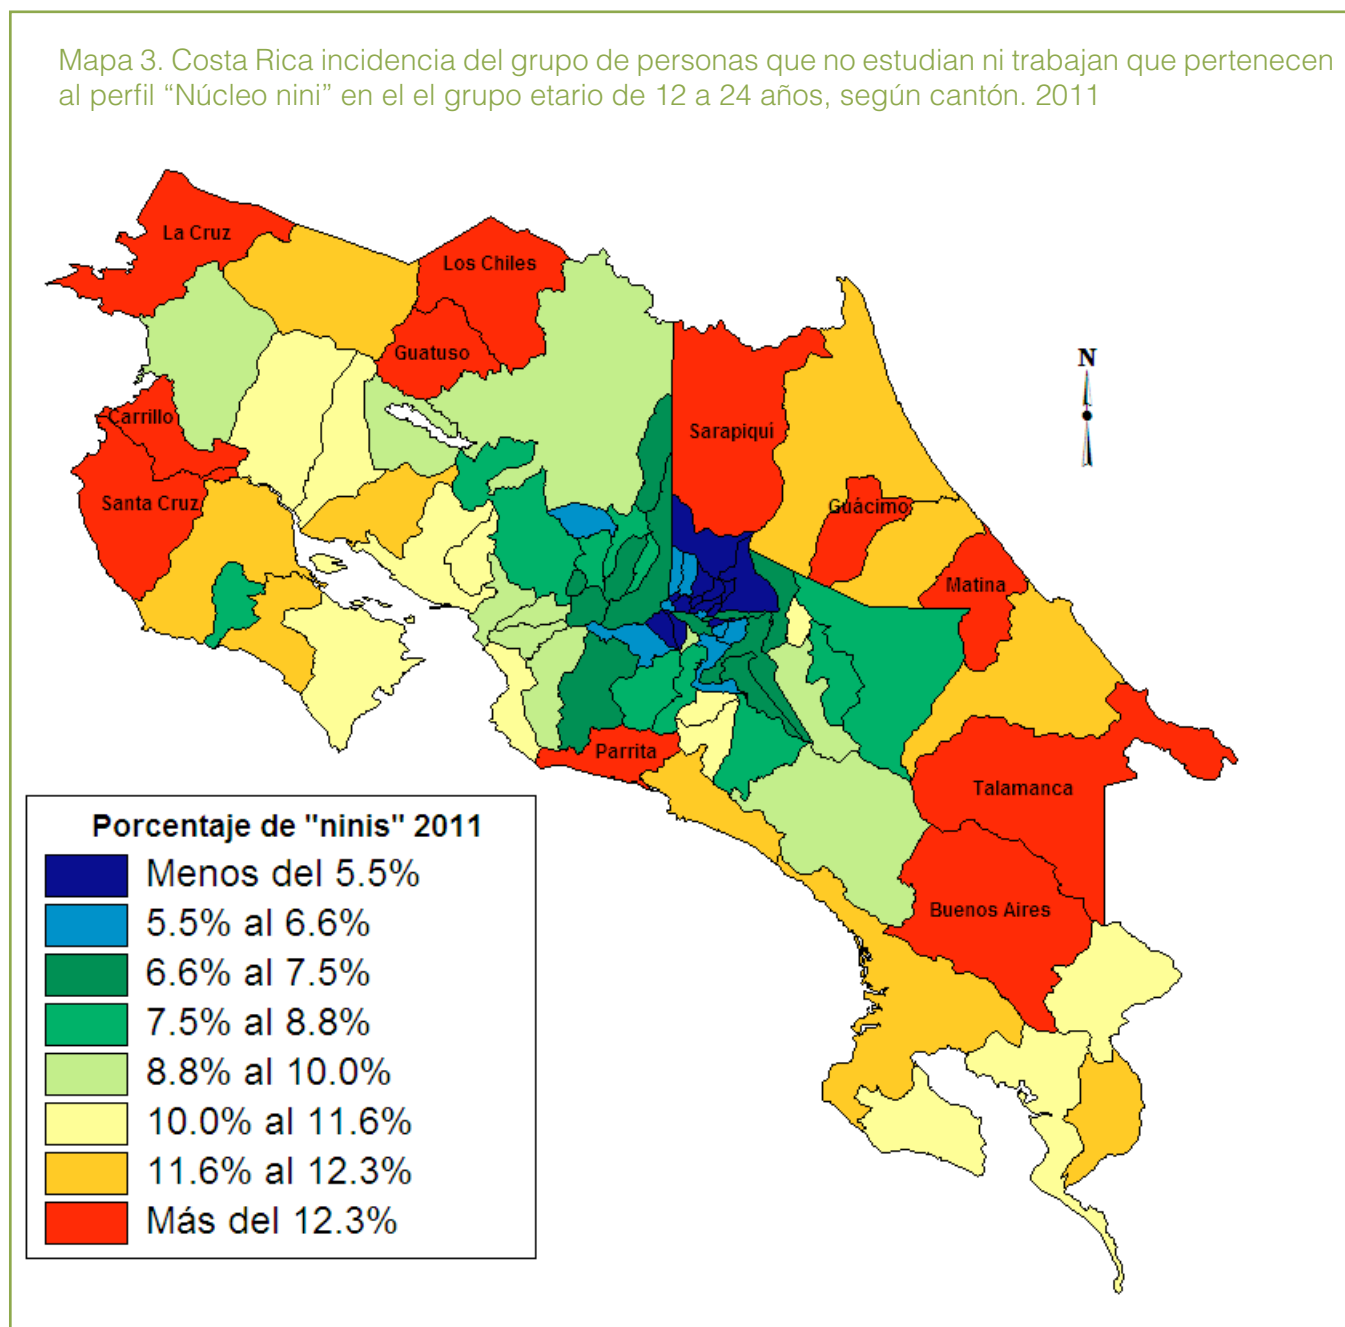 Mapa 3. Costa Rica incidencia del grupo de personas que no estudian ni trabajan que pertenecen
al perfil “Núcleo nini” en el el grupo etario de 12 a 24 años, según cantón. 2011
La Cruz
Los Chiles
Guatuso
N
Carrillo
Sarapiquí
Santa Cruz
Guácimo
Matina
Parrita
Talamanca
Buenos Aires
Porcentaje de "ninis" 2011
Menos del 5.5%
5.5% al 6.6%
6.6% al 7.5%
7.5% al 8.8%
8.8% al 10.0%
10.0% al 11.6%
11.6% al 12.3%
Más del 12.3%